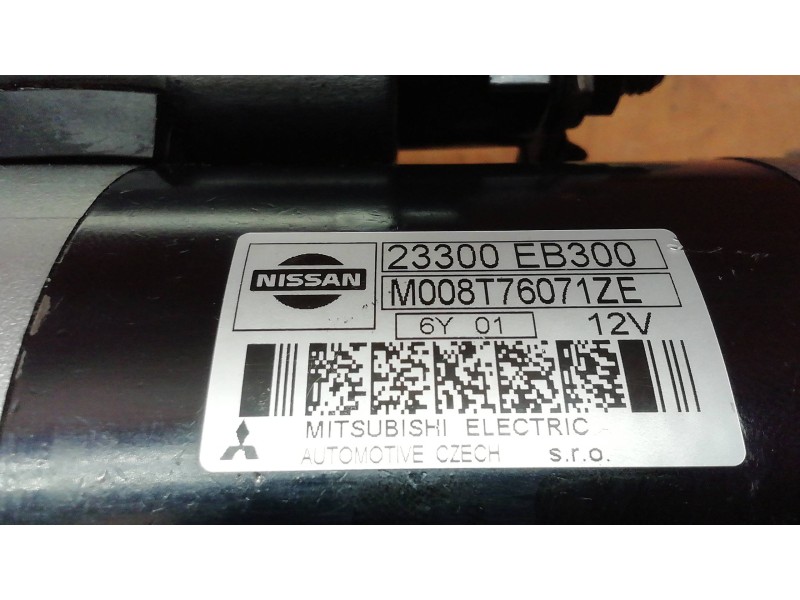 NISSAN
23300 EB300
M008T76071ZE
6Y 01
12V
MITSUBISHI ELECTRIC
AUTOMOTIVE CZECH s.r.o.